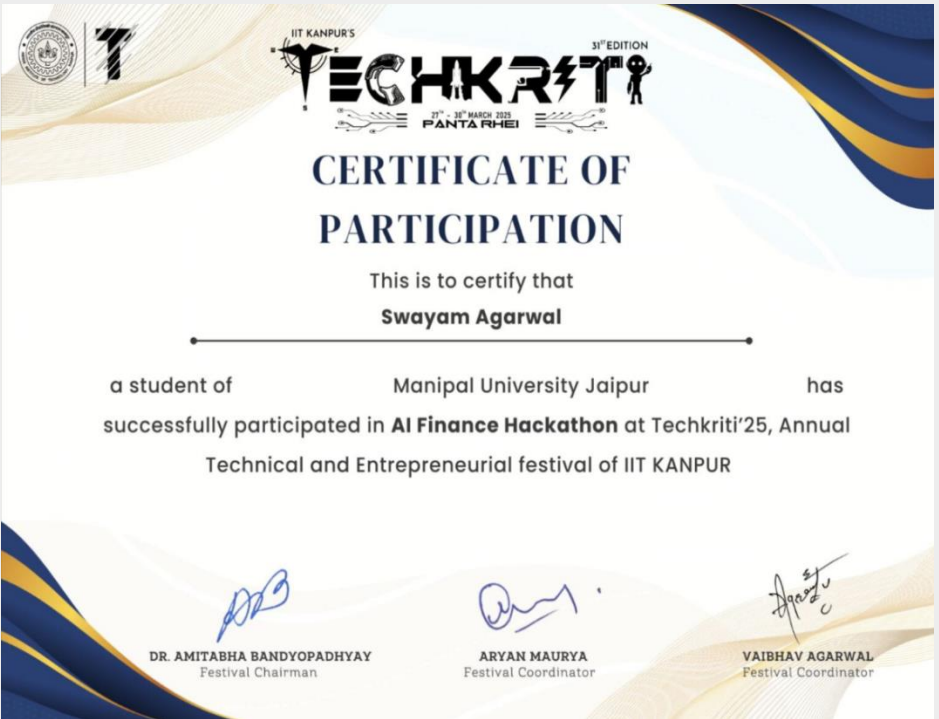 IIT KANPUR'S
31ST EDITION
TECHKRITI
27TH - 30TH MARCH 2025
PANTA RHEI
CERTIFICATE OF
PARTICIPATION
This is to certify that
Swayam Agarwal
a student of Manipal University Jaipur has
successfully participated in AI Finance Hackathon at Techkriti'25, Annual
Technical and Entrepreneurial festival of IIT KANPUR
DR. AMITABHA BANDYOPADHYAY ARYAN MAURYA VAIBHAV AGARWAL
Festival Chairman Festival Coordinator Festival Coordinator